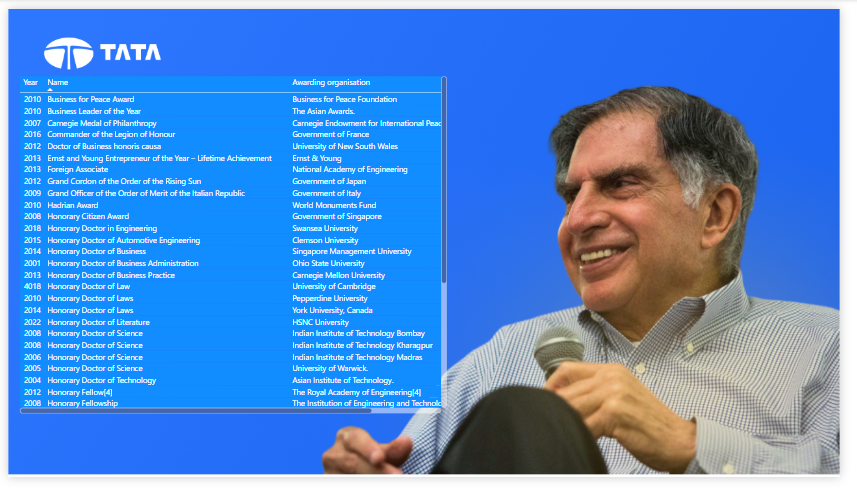 TATA
Year Name Awarding organisation
2010 Business for Peace Award Business for Peace Foundation
2010 Business Leader of the Year The Asian Awards.
2007 Carnegie Medal of Philanthropy Carnegie Endowment for International Peac
2016 Commander of the Legion of Honour Government of France
2012 Doctor of Business honoris causa University of New South Wales
2013 Ernst and Young Entrepreneur of the Year – Lifetime Achievement Ernst & Young
2013 Foreign Associate National Academy of Engineering
2012 Grand Cordon of the Order of the Rising Sun Government of Japan
2009 Grand Officer of the Order of Merit of the Italian Republic Government of Italy
2010 Hadrian Award World Monuments Fund
2008 Honorary Citizen Award Government of Singapore
2018 Honorary Doctor in Engineering Swansea University
2015 Honorary Doctor of Automotive Engineering Clemson University
2014 Honorary Doctor of Business Singapore Management University
2001 Honorary Doctor of Business Administration Ohio State University
2013 Honorary Doctor of Business Practice Carnegie Mellon University
4018 Honorary Doctor of Law University of Cambridge
2010 Honorary Doctor of Laws Pepperdine University
2014 Honorary Doctor of Laws York University, Canada
2022 Honorary Doctor of Literature HSNC University
2008 Honorary Doctor of Science Indian Institute of Technology Bombay
2008 Honorary Doctor of Science Indian Institute of Technology Kharagpur
2006 Honorary Doctor of Science Indian Institute of Technology Madras
2005 Honorary Doctor of Science University of Warwick.
2004 Honorary Doctor of Technology Asian Institute of Technology.
2012 Honorary Fellow[4] The Royal Academy of Engineering[4]
2008 Honorary Fellowship The Institution of Engineering and Technolo